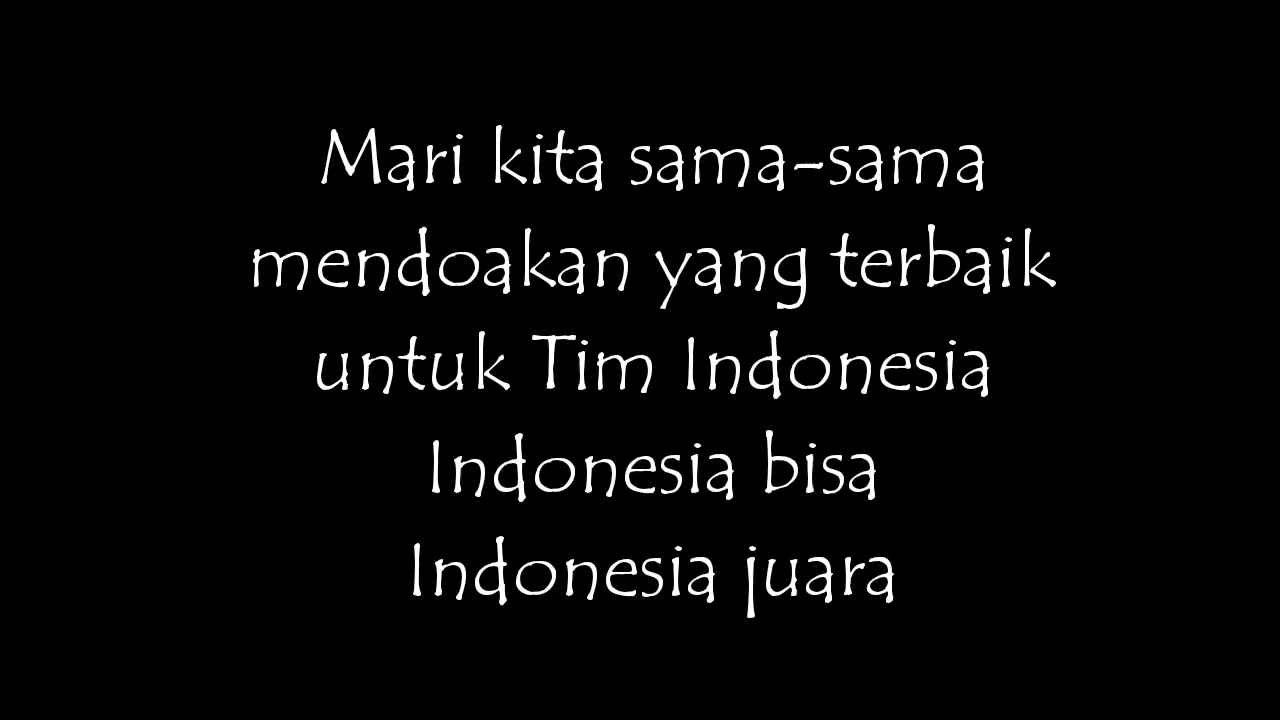 Mari kita sama-sama
mendoakan yang terbaik
untuk Tim Indonesia
Indonesia bisa
Indonesia juara